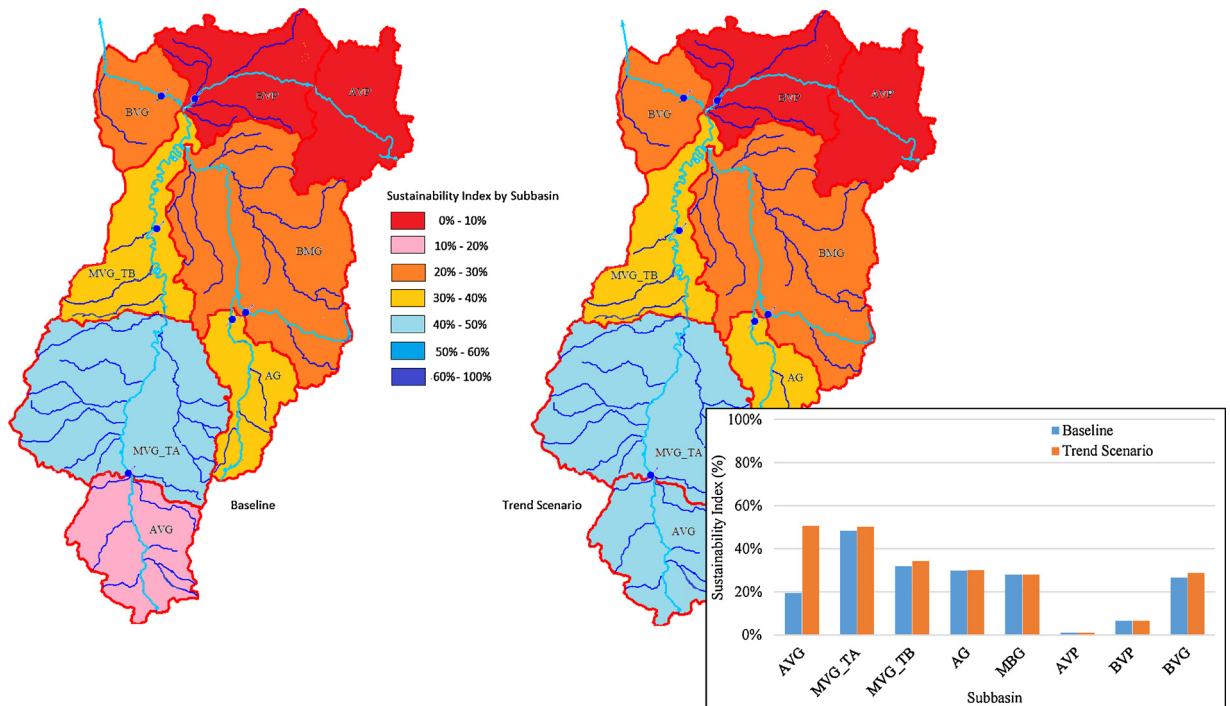 BVG
BVP
AVP
BMG
MVG_TB
AG
MVG_TA
AVG
Baseline
Sustainability Index by Subbasin
0% - 10%
10% - 20%
20% - 30%
30% - 40%
40% - 50%
50% - 60%
60% - 100%
BVG
BVP
AVP
BMG
MVG_TB
AG
MVG_TA
AVG
Trend Scenario
Baseline
Trend Scenario
Sustainability Index (%)
100%
80%
60%
40%
20%
0%
AVG
MVG_TA
MVG_TB
AG
MBG
AVP
BVP
BVG
Subbasin